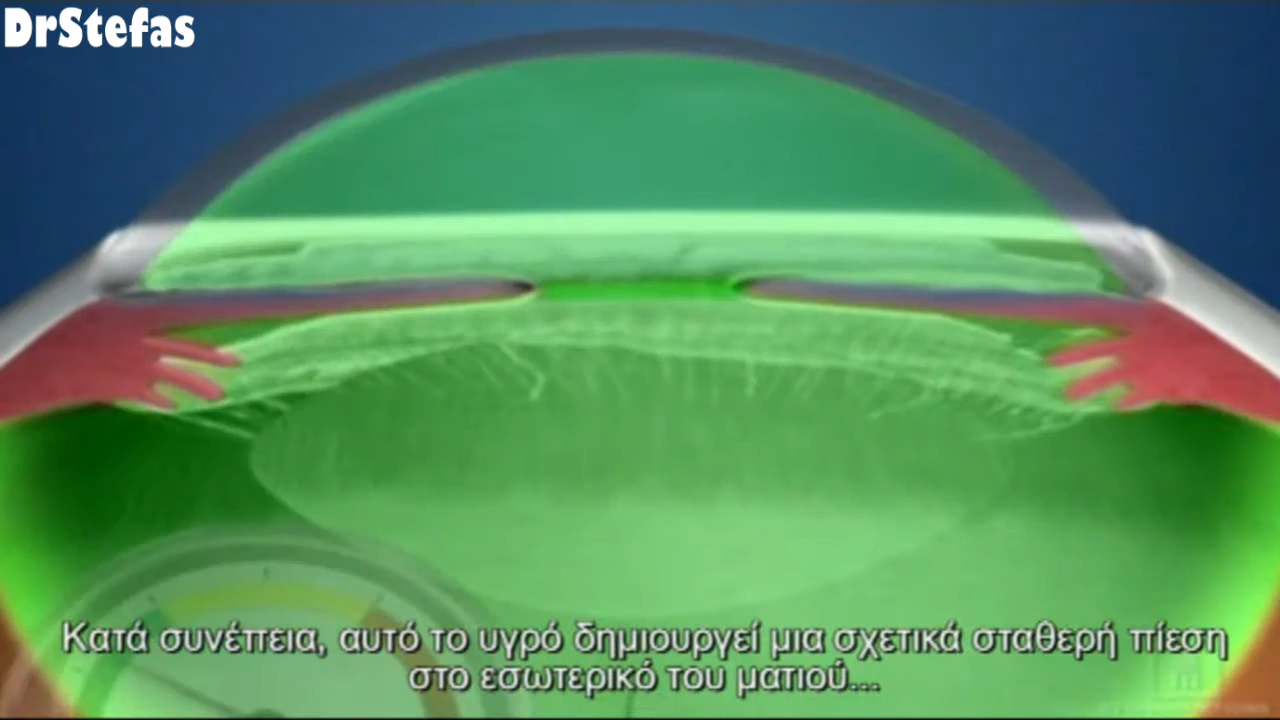 DrStefas
Κατά συνέπεια, αυτό το υγρό δημιουργεί μια σχετικά σταθερή πίεση
στο εσωτερικό του ματιού...